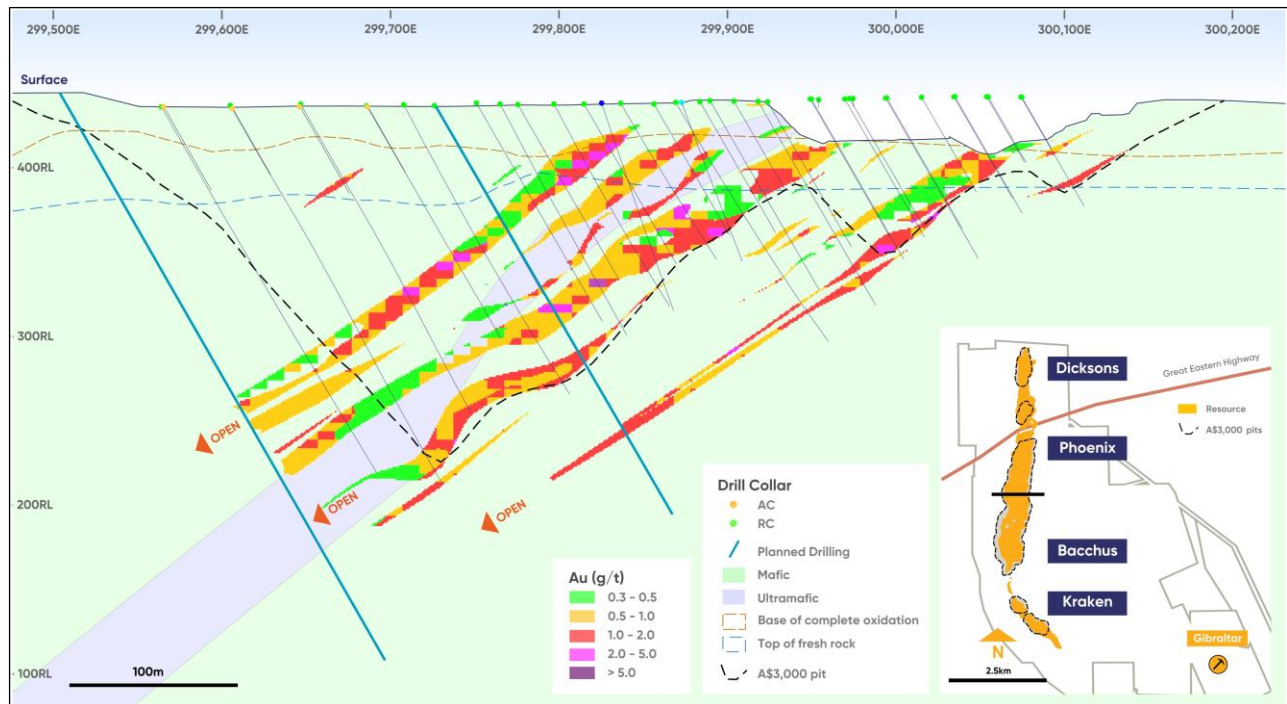 299,500E 299,600E 299,700E 299,800E 299,900E 300,000E 300,100E 300,200E
Surface
400RL
300RL
200RL
100RL
OPEN
OPEN
OPEN
100m
Au (g/t)
0.3 - 0.5
0.5 - 1.0
1.0 - 2.0
2.0 - 5.0
> 5.0
Drill Collar
AC
RC
Planned Drilling
Mafic
Ultramafic
Base of complete oxidation
Top of fresh rock
A$3,000 pit
Dicksons
Great Eastern Highway
Resource
A$3,000 pits
Phoenix
Bacchus
Kraken
Gibraltar
N
2.5km